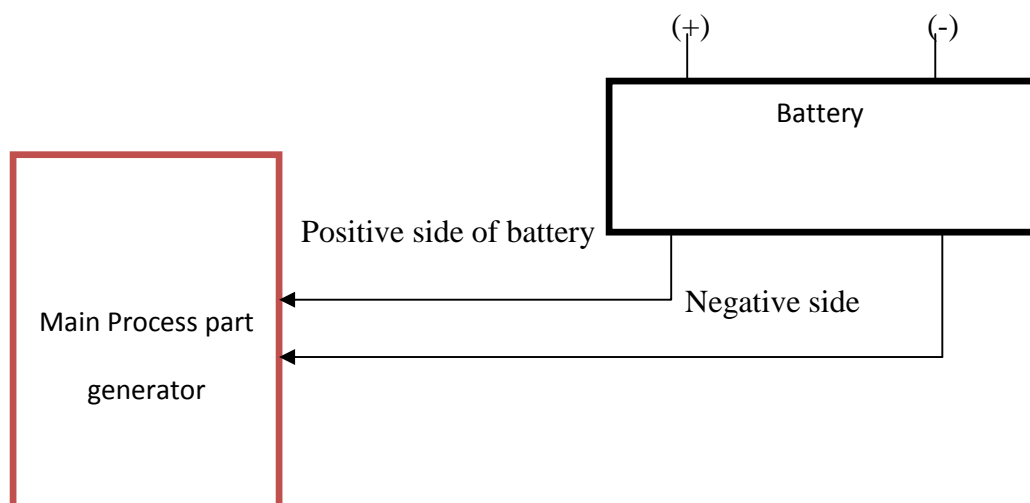 (+)
(-)
Battery
Positive side of battery
Negative side
Main Process part
generator